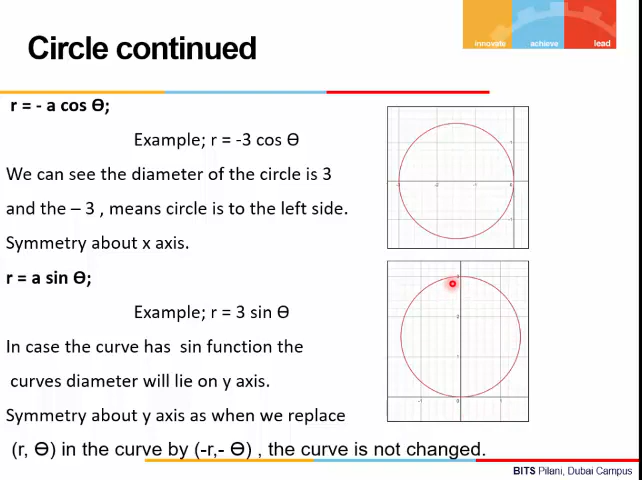 Circle continued
innovate achieve lead
r = - a cos Ɵ;
Example; r = -3 cos Ɵ
We can see the diameter of the circle is 3
and the – 3 , means circle is to the left side.
Symmetry about x axis.
r = a sin Ɵ;
Example; r = 3 sin Ɵ
In case the curve has sin function the
curves diameter will lie on y axis.
Symmetry about y axis as when we replace
(r, Ɵ) in the curve by (-r,- Ɵ) , the curve is not changed.
BITS Pilani, Dubai Campus